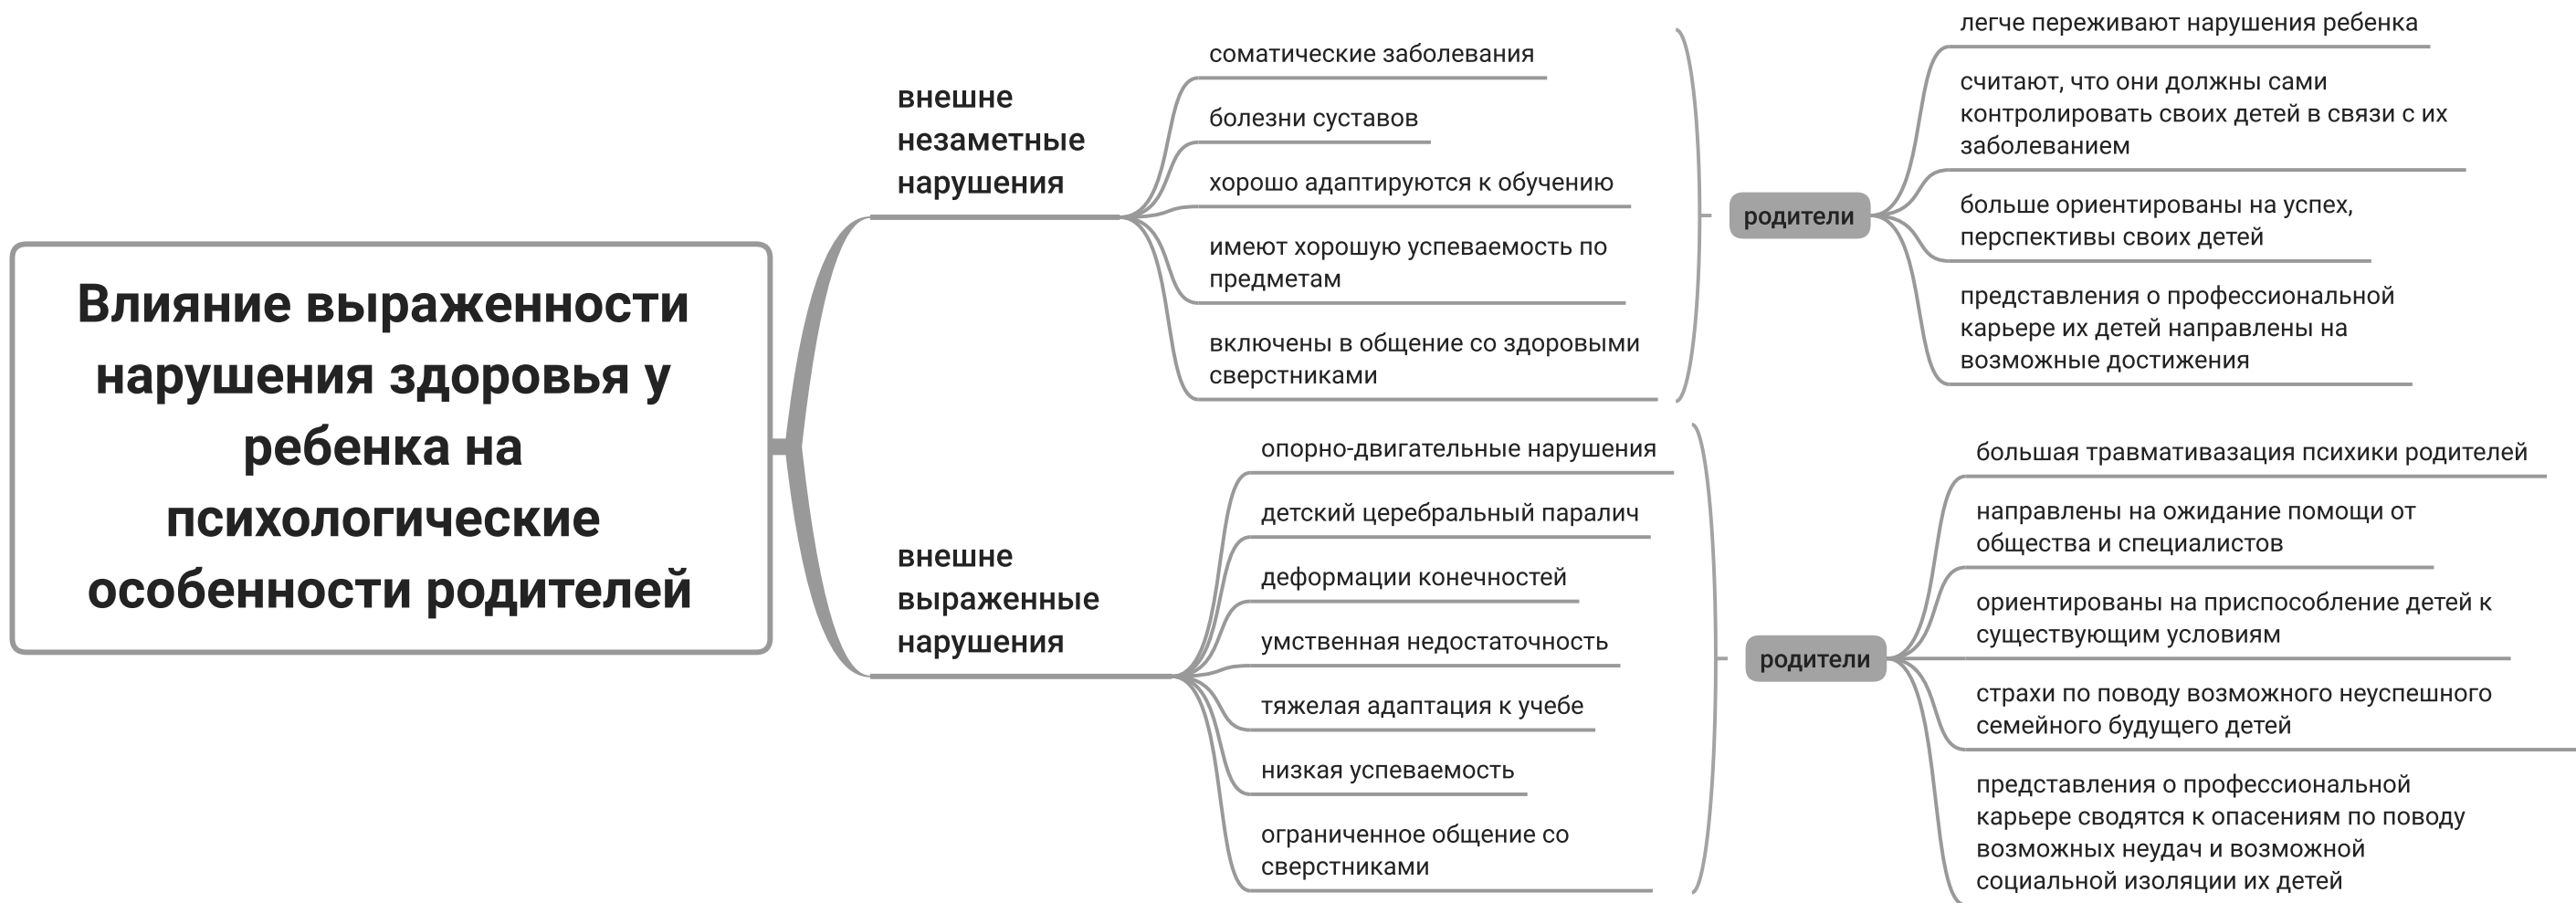 Влияние выраженности
нарушения здоровья у
ребенка на
психологические
особенности родителей
внешне
незаметные
нарушения
соматические заболевания
болезни суставов
хорошо адаптируются к обучению
имеют хорошую успеваемость по
предметам
включены в общение со здоровыми
сверстниками
родители
легче переживают нарушения ребенка
считают, что они должны сами
контролировать своих детей в связи с их
заболеванием
больше ориентированы на успех,
перспективы своих детей
представления о профессиональной
карьере их детей направлены на
возможные достижения
внешне
выраженные
нарушения
опорно-двигательные нарушения
детский церебральный паралич
деформации конечностей
умственная недостаточность
тяжелая адаптация к учебе
низкая успеваемость
ограниченное общение со
сверстниками
родители
большая травмативазация психики родителей
направлены на ожидание помощи от
общества и специалистов
ориентированы на приспособление детей к
существующим условиям
страхи по поводу возможного неуспешного
семейного будущего детей
представления о профессиональной
карьере сводятся к опасениям по поводу
возможных неудач и возможной
социальной изоляции их детей